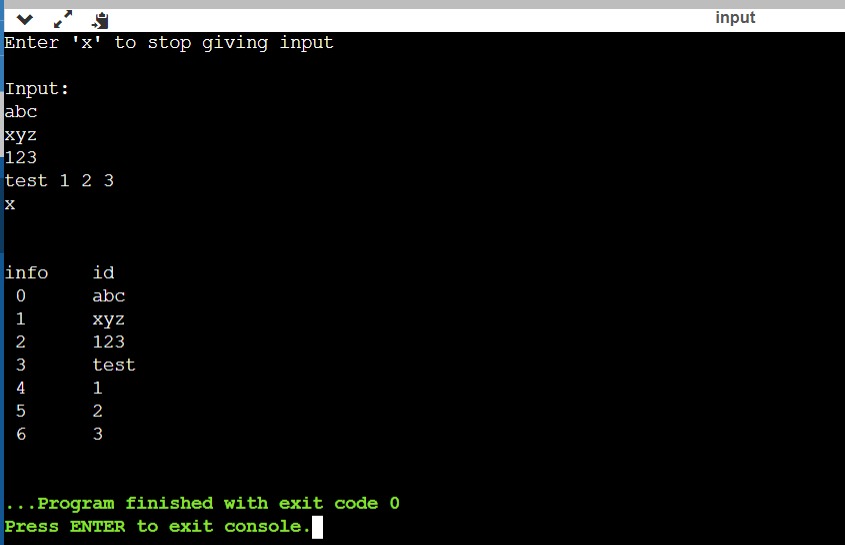 input
Enter 'x' to stop giving input
Input:
abc
xyz
123
test 1 2 3
x
info id
0 abc
1 xyz
2 123
3 test
4 1
5 2
6 3
...Program finished with exit code 0
Press ENTER to exit console.